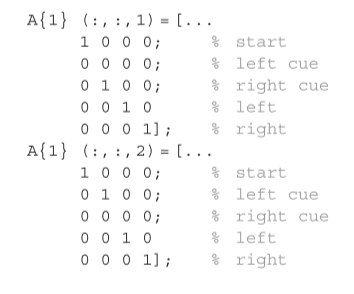 A{1} (:,:,1)=[...
1 0 0 0; % start
0 0 0 0; % left cue
0 1 0 0; % right cue
0 0 1 0 % left
0 0 0 1]; % right
A{1} (:,:,2)=[...
1 0 0 0; % start
0 1 0 0; % left cue
0 0 0 0; % right cue
0 0 1 0 % left
0 0 0 1]; % right